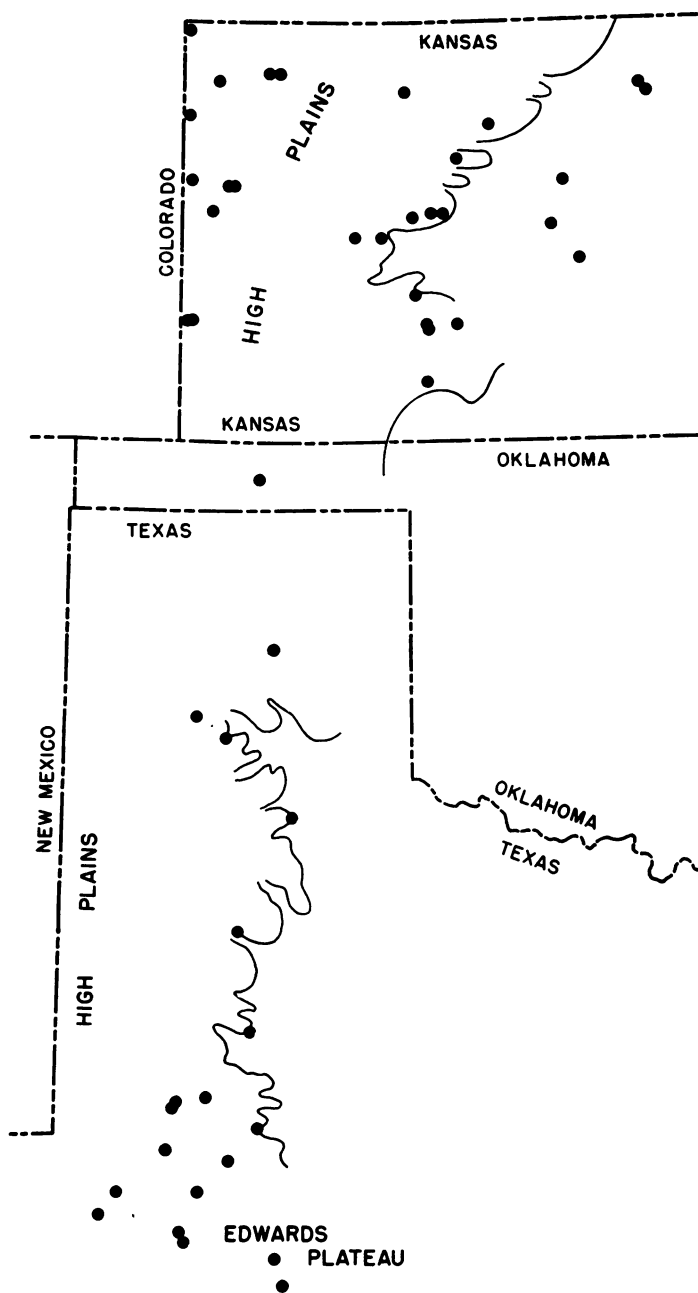 KANSAS
PLAINS
COLORADO
HIGH
KANSAS
OKLAHOMA
TEXAS
NEW MEXICO
OKLAHOMA
TEXAS
PLAINS
HIGH
EDWARDS
PLATEAU